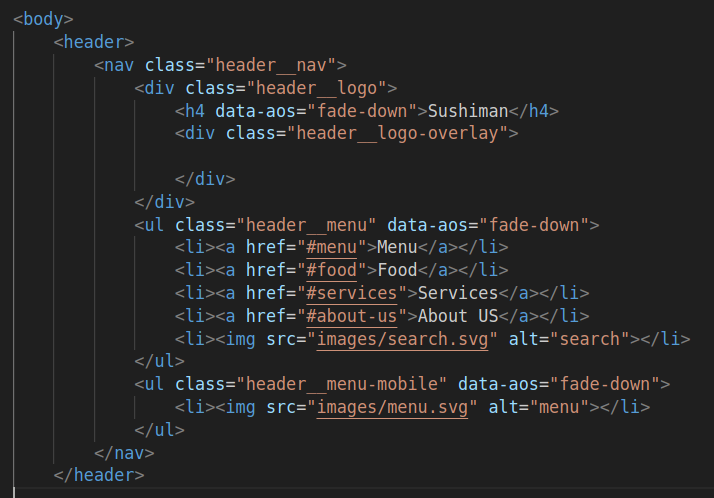 <body>
<header>
<nav class="header__nav">
<div class="header__logo">
<h4 data-aos="fade-down">Sushiman</h4>
<div class="header__logo-overlay">
</div>
</div>
<ul class="header__menu" data-aos="fade-down">
<li><a href="#menu">Menu</a></li>
<li><a href="#food">Food</a></li>
<li><a href="#services">Services</a></li>
<li><a href="#about-us">About US</a></li>
<li><img src="images/search.svg" alt="search"></li>
</ul>
<ul class="header__menu-mobile" data-aos="fade-down">
<li><img src="images/menu.svg" alt="menu"></li>
</ul>
</nav>
</header>